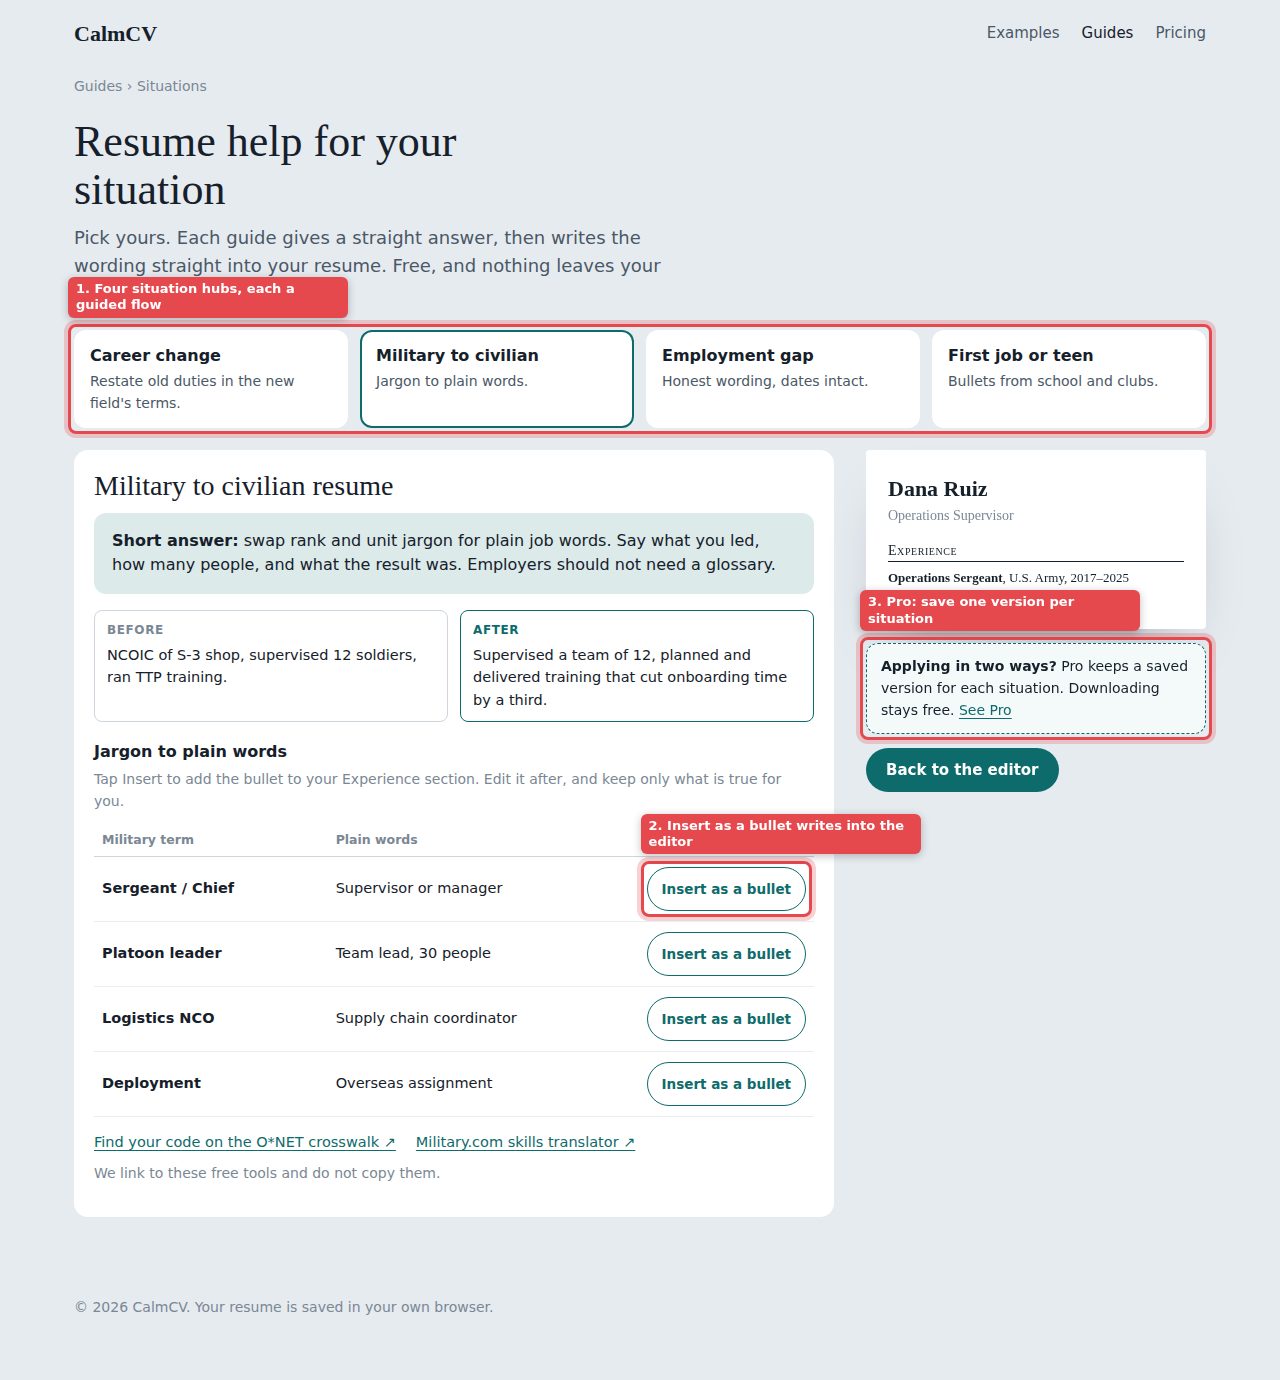 CalmCV
Examples Guides Pricing
Guides › Situations
Resume help for your
situation
Pick yours. Each guide gives a straight answer, then writes the
wording straight into your resume. Free, and nothing leaves your
1. Four situation hubs, each a
guided flow
Career change
Restate old duties in the new
field's terms.
Military to civilian
Jargon to plain words.
Employment gap
Honest wording, dates intact.
First job or teen
Bullets from school and clubs.
Military to civilian resume
Short answer: swap rank and unit jargon for plain job words. Say what you led,
how many people, and what the result was. Employers should not need a glossary.
BEFORE
NCOIC of S-3 shop, supervised 12 soldiers,
ran TTP training.
AFTER
Supervised a team of 12, planned and
delivered training that cut onboarding time
by a third.
Jargon to plain words
Tap Insert to add the bullet to your Experience section. Edit it after, and keep only what is true for
you.
2. Insert as a bullet writes into the
editor
Military term Plain words
Sergeant / Chief Supervisor or manager Insert as a bullet
Platoon leader Team lead, 30 people Insert as a bullet
Logistics NCO Supply chain coordinator Insert as a bullet
Deployment Overseas assignment Insert as a bullet
Find your code on the O*NET crosswalk ↗ Military.com skills translator ↗
We link to these free tools and do not copy them.
Dana Ruiz
Operations Supervisor
Experience
Operations Sergeant, U.S. Army, 2017–2025
3. Pro: save one version per
situation
Applying in two ways? Pro keeps a saved
version for each situation. Downloading
stays free. See Pro
Back to the editor
© 2026 CalmCV. Your resume is saved in your own browser.